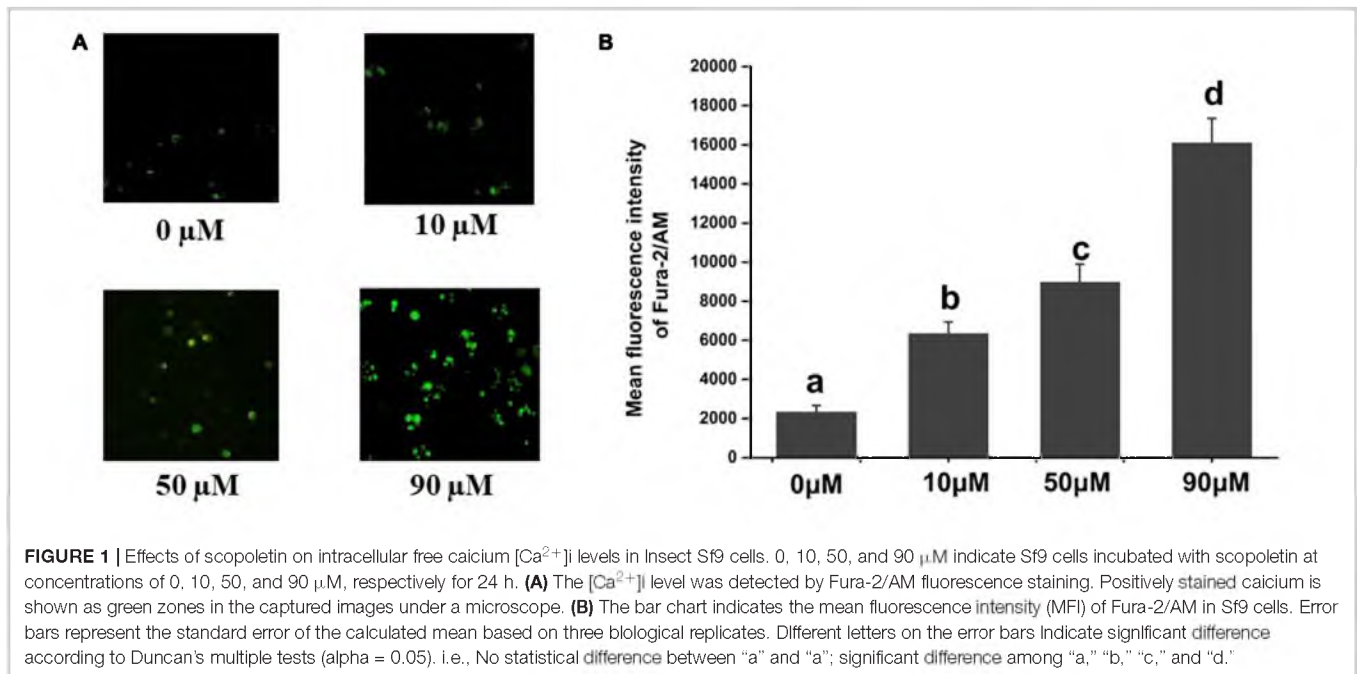 A
0 µM
10 µM
50 µM
90 µM
B
Mean fluorescence intensity
of Fura-2/AM
20000
18000
16000
14000
12000
10000
8000
6000
4000
2000
0
a
b
c
d
0µM
10µM
50µM
90µM
FIGURE 1 | Effects of scopoletin on intracellular free calcium [Ca2+]i levels in Insect Sf9 cells. 0, 10, 50, and 90 µM indicate Sf9 cells incubated with scopoletin at
concentrations of 0, 10, 50, and 90 µM, respectively for 24 h. (A) The [Ca2+]i level was detected by Fura-2/AM fluorescence staining. Positively stained calcium is
shown as green zones in the captured images under a microscope. (B) The bar chart indicates the mean fluorescence intensity (MFI) of Fura-2/AM in Sf9 cells. Error
bars represent the standard error of the calculated mean based on three biological replicates. Different letters on the error bars indicate significant difference
according to Duncan's multiple tests (alpha = 0.05). i.e., No statistical difference between "a" and "a"; significant difference among "a," "b," "c," and "d."